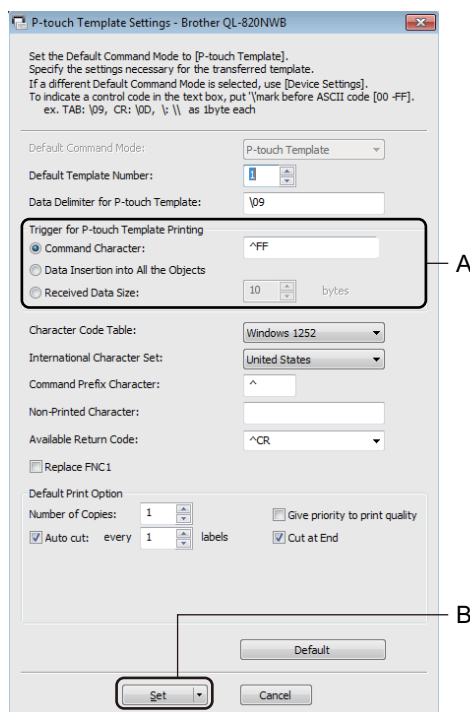 P-touch Template Settings - Brother QL-820NWB
Set the Default Command Mode to [P-touch Template].
Specify the settings necessary for the transferred template.
If a different Default Command Mode is selected, use [Device Settings].
To indicate a control code in the text box, put '\'mark before ASCII code [00 -FF].
ex. TAB: \09, CR: \0D, \: \\ as 1byte each
Default Command Mode: P-touch Template
Default Template Number: 1
Data Delimiter for P-touch Template: \09
Trigger for P-touch Template Printing
Command Character: ^FF
A
Data Insertion into All the Objects
Received Data Size: 10 bytes
Character Code Table: Windows 1252
International Character Set: United States
Command Prefix Character: ^
Non-Printed Character:
Available Return Code: ^CR
Replace FNC1
Default Print Option
Number of Copies: 1 Give priority to print quality
Auto cut: every 1 labels Cut at End
B
Default
Set Cancel